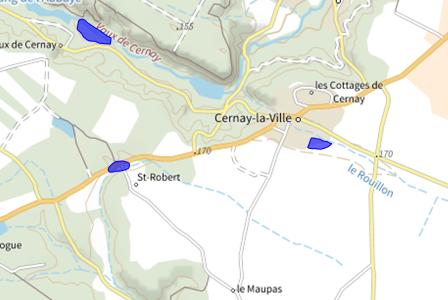 .155
Vaux de Cernay
ux de Cernay
les Cottages de
Cernay
Cernay-la-Ville
.170
.170
le Rouillon
St-Robert
ogue
le Maupas